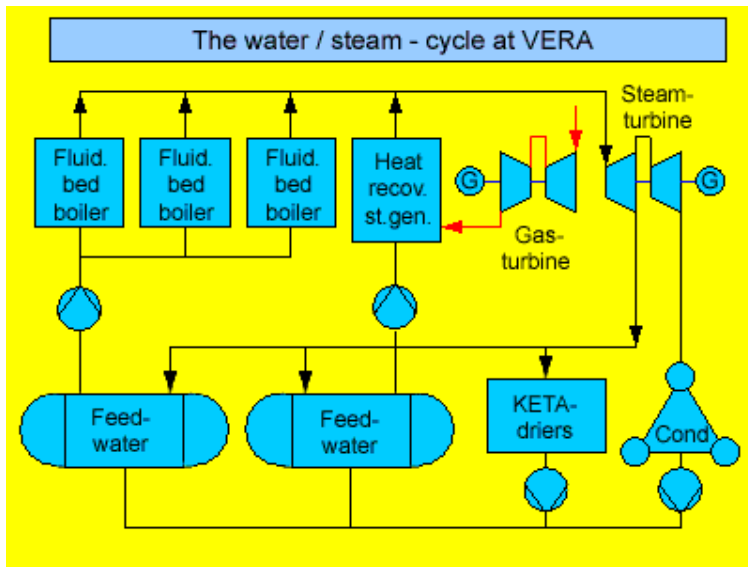 The water / steam - cycle at VERA
Steam-
turbine
Fluid.
bed
boiler
Fluid.
bed
boiler
Fluid.
bed
boiler
Heat
recov.
st.gen.
G
G
Gas-
turbine
Feed-
water
Feed-
water
KETA-
driers
Cond